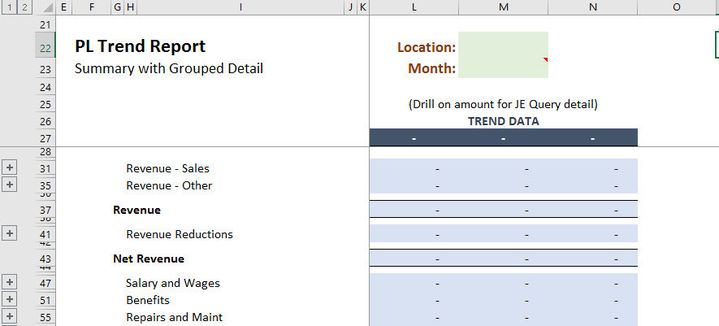 1 2 E F G H I J K L M N O
21
22 PL Trend Report Location:
23 Summary with Grouped Detail Month:
24
25 (Drill on amount for JE Query detail)
26 TREND DATA
27 - - -
28
31 Revenue - Sales - - -
35 Revenue - Other - - -
37 Revenue - - -
41 Revenue Reductions - - -
43 Net Revenue - - -
47 Salary and Wages - - -
51 Benefits - - -
55 Repairs and Maint - - -